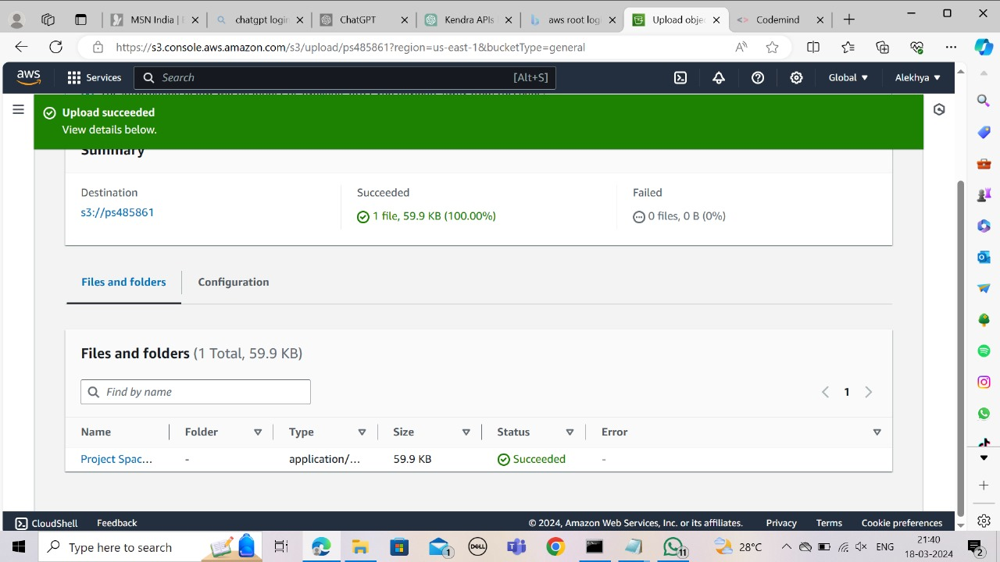 MSN India |
chatgpt login
ChatGPT
Kendra APIs
aws root log
Upload obje
Codemind
https://s3.console.aws.amazon.com/s3/upload/ps485861?region=us-east-1&bucketType=general
aws
Services
Search
[Alt+S]
Global
Alekhya
Upload succeeded
View details below.
Summary
Destination
Succeeded
Failed
s3://ps485861
1 file, 59.9 KB (100.00%)
0 files, 0 B (0%)
Files and folders
Configuration
Files and folders (1 Total, 59.9 KB)
Find by name
1
Name
Folder
Type
Size
Status
Error
Project Spac...
-
application/...
59.9 KB
Succeeded
-
CloudShell
Feedback
© 2024, Amazon Web Services, Inc. or its affiliates.
Privacy
Terms
Cookie preferences
Type here to search
1
DELL
11
28°C
ENG
21:40
18-03-2024
2